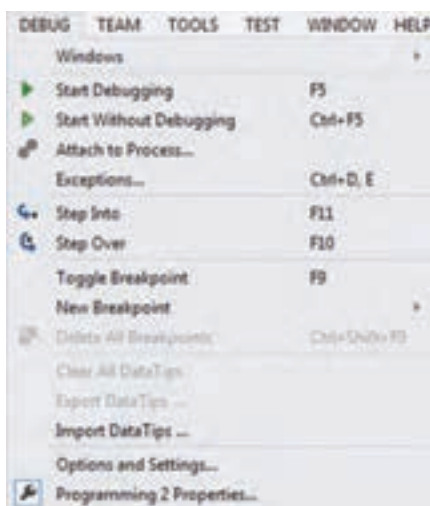 DEBUG TEAM TOOLS TEST WINDOW HELP
Windows
Start Debugging F5
Start Without Debugging Ctrl+F5
Attach to Process...
Exceptions... Ctrl+D, E
Step Into F11
Step Over F10
Toggle Breakpoint F9
New Breakpoint
Delete All Breakpoints Ctrl+Shift+F9
Clear All DataTips
Export DataTips ...
Import DataTips ...
Options and Settings...
Programming 2 Properties...